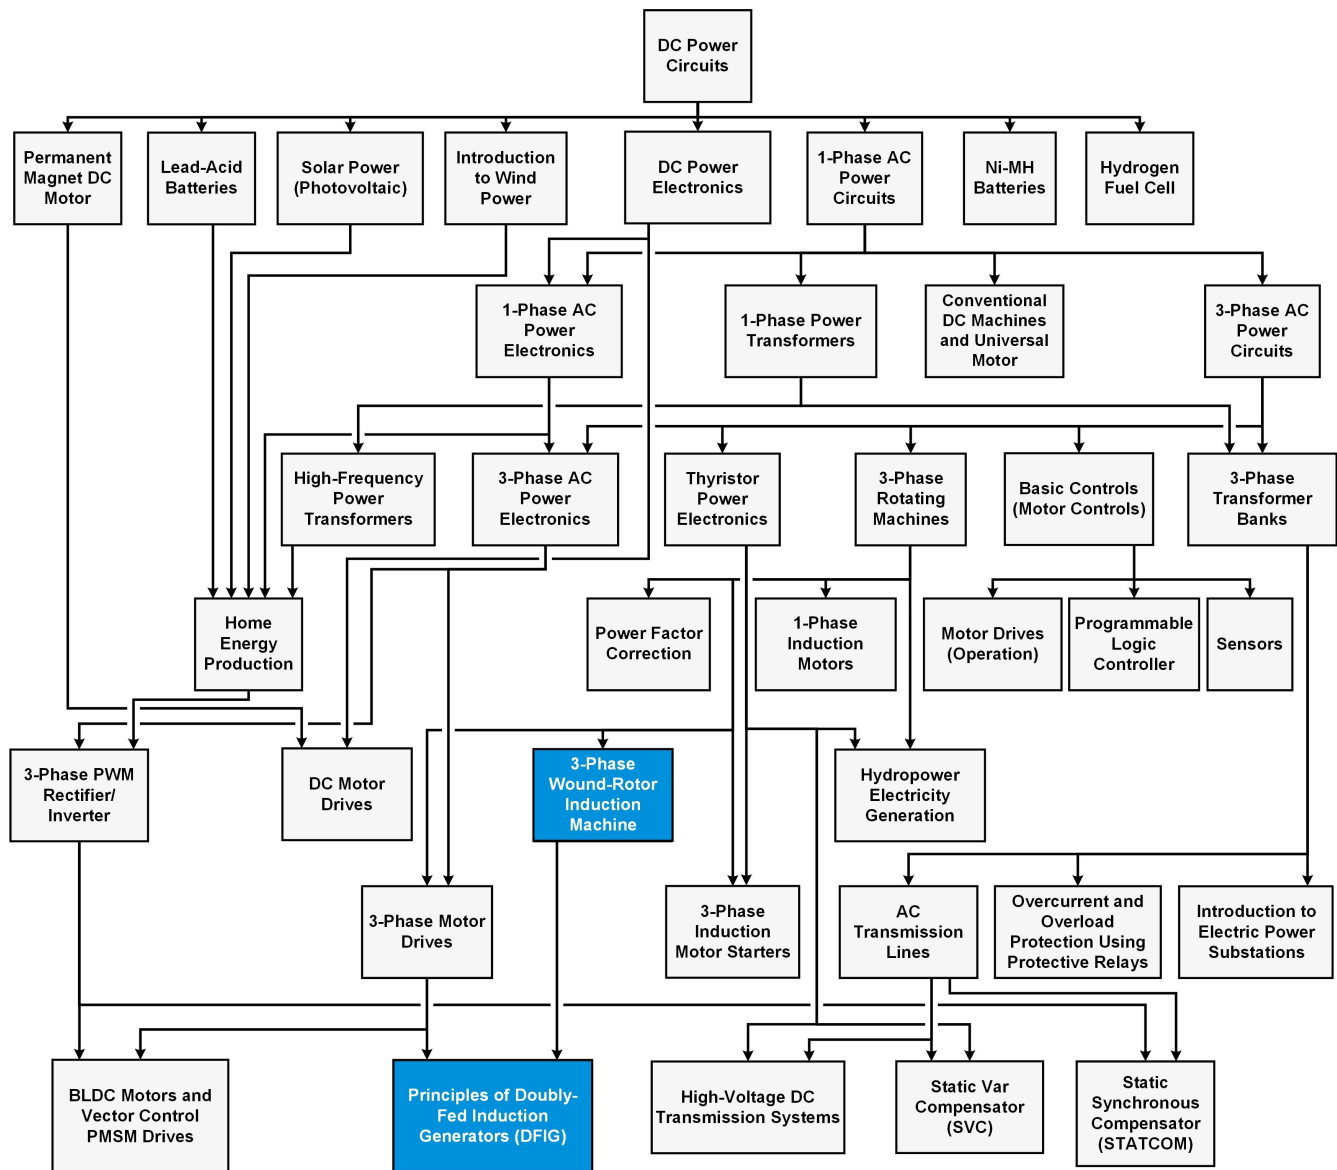 DC Power
Circuits
Permanent
Magnet DC
Motor
Lead-Acid
Batteries
Solar Power
(Photovoltaic)
Introduction
to Wind
Power
DC Power
Electronics
1-Phase AC
Power
Circuits
Ni-MH
Batteries
Hydrogen
Fuel Cell
1-Phase AC
Power
Electronics
1-Phase Power
Transformers
Conventional
DC Machines
and Universal
Motor
3-Phase AC
Power
Circuits
High-Frequency
Power
Transformers
3-Phase AC
Power
Electronics
Thyristor
Power
Electronics
3-Phase
Rotating
Machines
Basic Controls
(Motor Controls)
3-Phase
Transformer
Banks
Home
Energy
Production
Power Factor
Correction
1-Phase
Induction
Motors
Motor Drives
(Operation)
Programmable
Logic
Controller
Sensors
3-Phase PWM
Rectifier/
Inverter
DC Motor
Drives
3-Phase
Wound-Rotor
Induction
Machine
Hydropower
Electricity
Generation
3-Phase Motor
Drives
3-Phase
Induction
Motor Starters
AC
Transmission
Lines
Overcurrent and
Overload
Protection Using
Protective Relays
Introduction to
Electric Power
Substations
BLDC Motors and
Vector Control
PMSM Drives
Principles of Doubly-
Fed Induction
Generators (DFIG)
High-Voltage DC
Transmission Systems
Static Var
Compensator
(SVC)
Static
Synchronous
Compensator
(STATCOM)